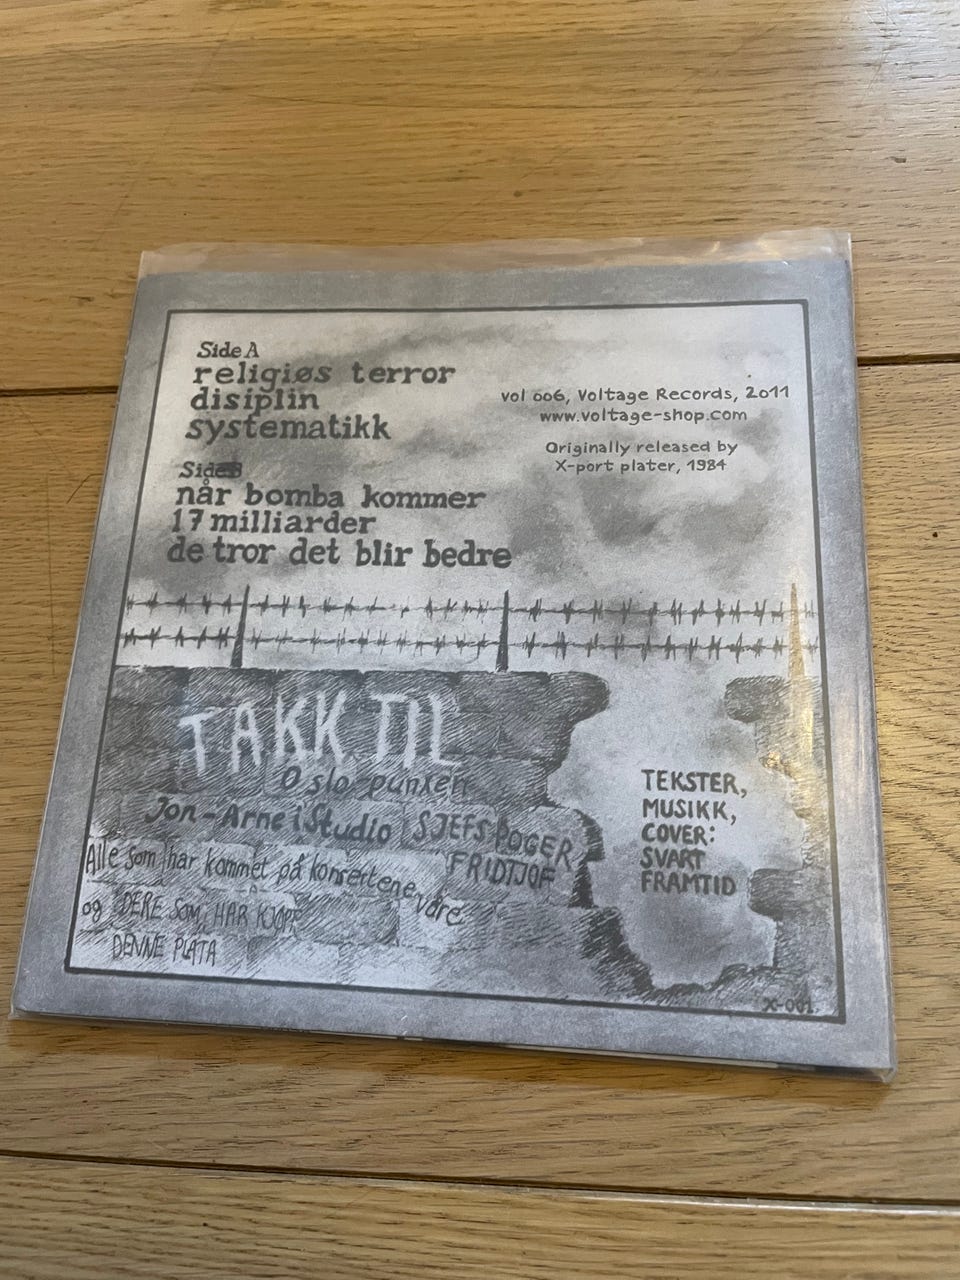 Side A
religiøs terror
disiplin
systematikk
Side B
når bomba kommer
17 milliarder
de tror det blir bedre
vol 006, Voltage Records, 2011
www.voltage-shop.com
Originally released by
X-port plater, 1984
TAKK TIL
Oslo punxen
Jon-Arne i Studio
SJEFS ROGER
FRIDTJOF
Alle som har kommet på konsertene våre
og DERE SOM HAR KJØPT
DENNE PLATA
TEKSTER,
MUSIKK,
COVER:
SVART
FRAMTID
X-001